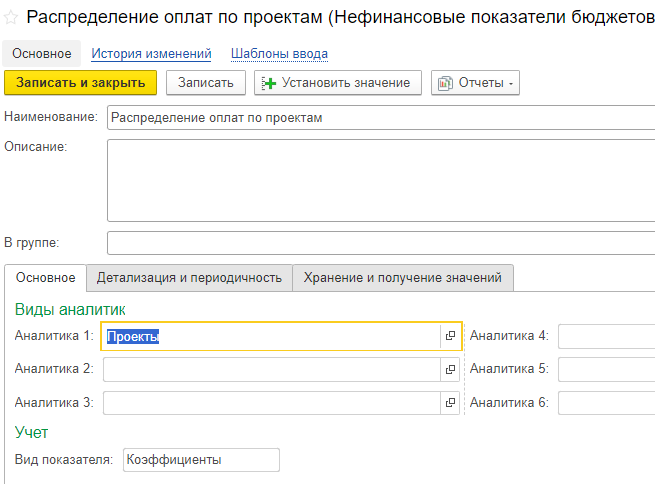 Распределение оплат по проектам (Нефинансовые показатели бюджетов
Основное История изменений Шаблоны ввода
Записать и закрыть Записать Установить значение Отчеты
Наименование: Распределение оплат по проектам
Описание:
В группе:
Основное Детализация и периодичность Хранение и получение значений
Виды аналитик
Аналитика 1: Проекты Аналитика 4:
Аналитика 2: Аналитика 5:
Аналитика 3: Аналитика 6:
Учет
Вид показателя: Коэффициенты